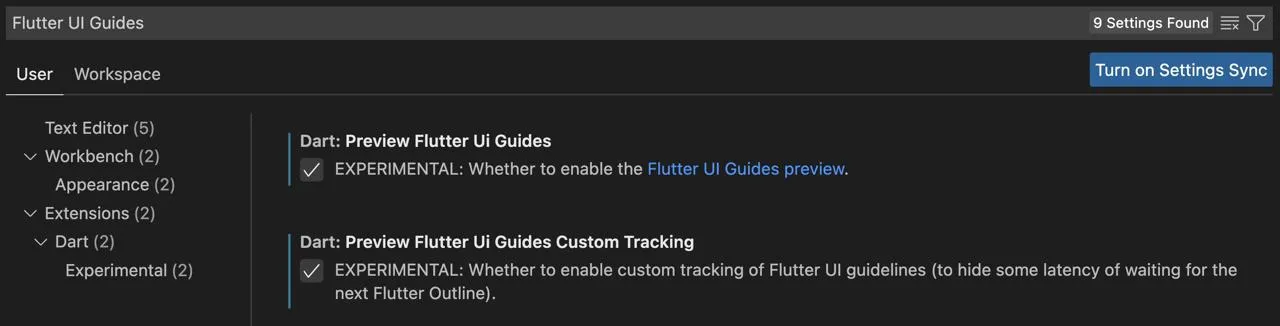 Flutter UI Guides
9 Settings Found
User
Workspace
Turn on Settings Sync
Text Editor (5)
Workbench (2)
Appearance (2)
Extensions (2)
Dart (2)
Experimental (2)
Dart: Preview Flutter Ui Guides
EXPERIMENTAL: Whether to enable the Flutter UI Guides preview.
Dart: Preview Flutter Ui Guides Custom Tracking
EXPERIMENTAL: Whether to enable custom tracking of Flutter UI guidelines (to hide some latency of waiting for the
next Flutter Outline).